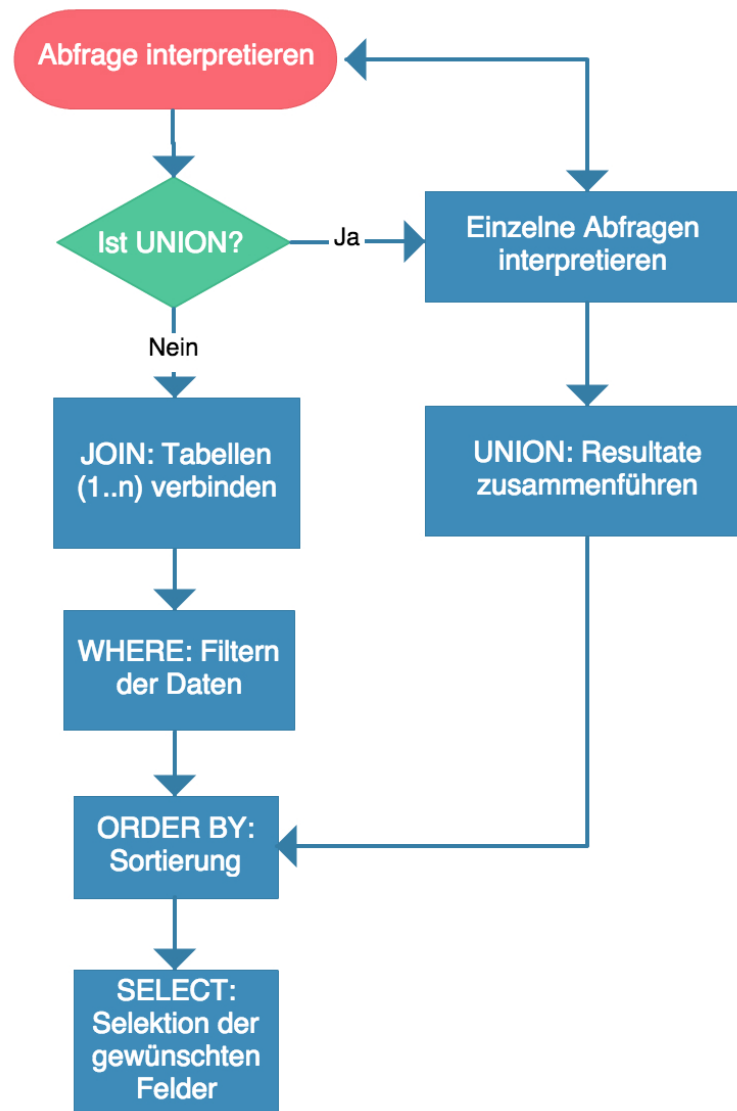 Abfrage interpretieren
Ist UNION?
Ja
Einzelne Abfragen
interpretieren
Nein
JOIN: Tabellen
(1..n) verbinden
UNION: Resultate
zusammenführen
WHERE: Filtern
der Daten
ORDER BY:
Sortierung
SELECT:
Selektion der
gewünschten
Felder